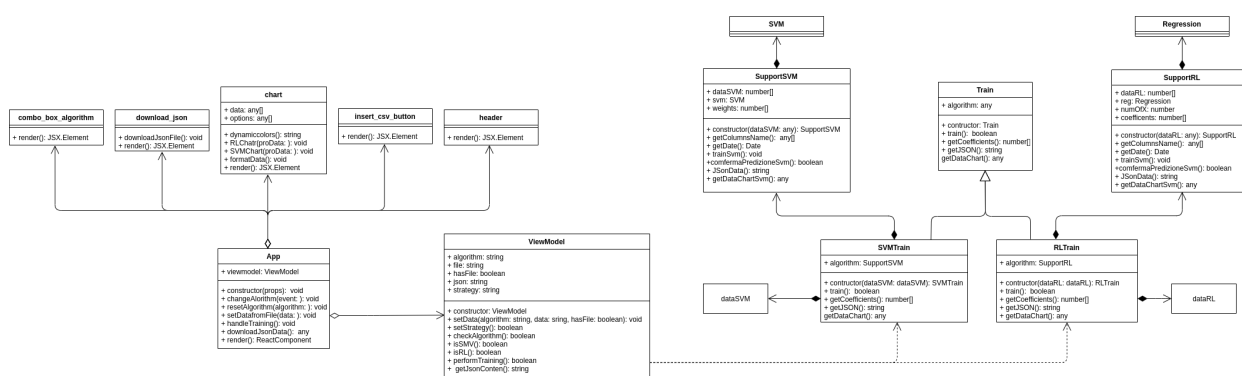 SVM
Regression
SupportSVM
+ dataSVM: number[]
+ svm: SVM
+ weights: number[]
+ constructor(dataSVM: any): SupportSVM
+ getColumnsName(): any[]
+ getDate(): Date
+ trainSvm(): void
+comfermaPredizioneSvm(): boolean
+ JSonData(): string
+ getDataChartSvm(): any
Train
+ algorithm: any
+ contructor: Train
+ train(): boolean
+ getCoefficients(): number[]
+ getJSON(): string
getDataChart(): any
SupportRL
+ dataRL: number[]
+ reg: Regression
+ numOfX: number
+ coefficents: number[]
+ constructor(dataRL: any): SupportRL
+ getColumnsName(): any[]
+ getDate(): Date
+ trainSvm(): void
+comfermaPredizioneSvm(): boolean
+ JSonData(): string
+ getDataChartSvm(): any
combo_box_algorithm
+ render(): JSX.Element
download_json
+ downloadJsonFile(): void
+ render(): JSX.Element
chart
+ data: any[]
+ options: any[]
+ dynamiccolors(): string
+ RLChatr(proData: ): void
+ SVMChart(proData: ): void
+ formatData(): void
+ render(): JSX.Element
insert_csv_button
+ render(): JSX.Element
header
+ render(): JSX.Element
App
+ viewmodel: ViewModel
+ constructor(props): void
+ changeAlorithm(event: ): void
+ resetAlgorithm(algorithm: ): void
+ setDatafromFile(data: ): void
+ handleTraining(): void
+ downloadJsonData(): any
+ render(): ReactComponent
ViewModel
+ algorithm: string
+ file: string
+ hasFile: boolean
+ json: string
+ strategy: string
+ constructor: ViewModel
+ setData(algorithm: string, data: sring, hasFile: boolean): void
+ setStrategy(): boolean
+ checkAlgorithm(): boolean
+ isSMV(): boolean
+ isRL(): boolean
+ performTraining(): boolean
+ getJsonConten(): string
dataSVM
SVMTrain
+ algorithm: SupportSVM
+ contructor(dataSVM: dataSVM): SVMTrain
+ train(): boolean
+ getCoefficients(): number[]
+ getJSON(): string
getDataChart(): any
RLTrain
+ algorithm: SupportRL
+ contructor(dataRL: dataRL): RLTrain
+ train(): boolean
+ getCoefficients(): number[]
+ getJSON(): string
getDataChart(): any
dataRL